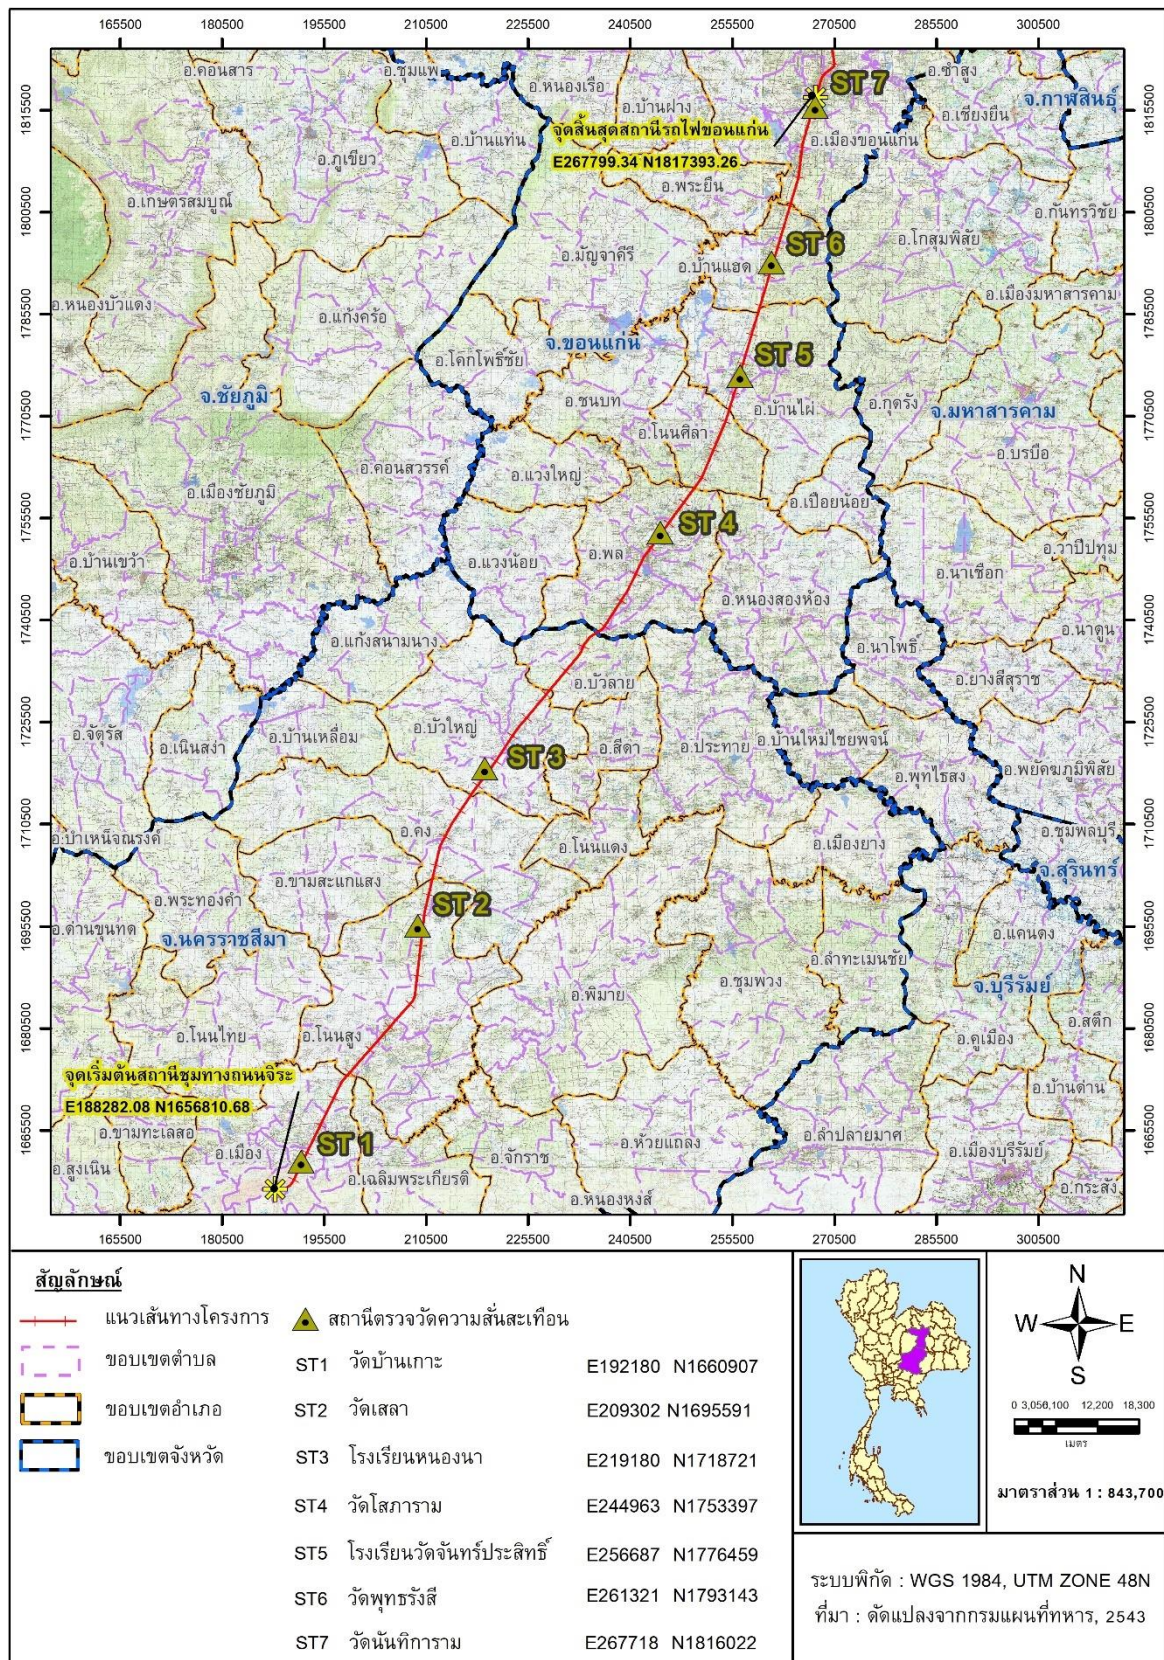 165500 180500 195500 210500 225500 240500 255500 270500 285500 300500
อ.คอนสาร
อ.ชุมแพ
อ.หนองเรือ
อ.ซำสูง
ST 7
อ.บ้านฝาง
จ.กาฬสินธุ์
อ.เชียงยืน
1815500
1815500
จุดสิ้นสุดสถานีรถไฟขอนแก่น
อ.เมืองขอนแก่น
อ.บ้านแท่น
อ.ภูเขียว
E267799.34 N1817393.26
อ.พระยืน
อ.เกษตรสมบูรณ์
1800500
1800500
อ.กันทรวิชัย
ST 6
อ.โกสุมพิสัย
อ.มัญจาคีรี
อ.บ้านแฮด
อ.เมืองมหาสารคาม
อ.หนองบัวแดง
อ.แก้งคร้อ
1785500
1785500
จ.ขอนแก่น
อ.โคกโพธิ์ชัย
ST 5
จ.ชัยภูมิ
อ.ชนบท
อ.บ้านไผ่
อ.กุดรัง
จ.มหาสารคาม
1770500
1770500
อ.โนนศิลา
อ.บรบือ
อ.คอนสวรรค์
อ.แวงใหญ่
อ.เมืองชัยภูมิ
อ.เปือยน้อย
1755500
1755500
ST 4
อ.บ้านเขว้า
อ.แวงน้อย
อ.พล
อ.วาปีปทุม
อ.นาเชือก
อ.หนองสองห้อง
1740500
1740500
อ.แก้งสนามนาง
อ.นาโพธิ์
อ.นาดูน
อ.ยางสีสุราช
อ.บัวลาย
1725500
1725500
อ.จัตุรัส
อ.เนินสง่า
อ.บ้านเหลื่อม
อ.บัวใหญ่
อ.สีดา
อ.ประทาย
อ.บ้านใหม่ไชยพจน์
ST 3
อ.พุทไธสง
อ.พยัคฆภูมิพิสัย
1710500
1710500
อ.บำเหน็จณรงค์
อ.คง
อ.โนนแดง
อ.เมืองยาง
อ.ชุมพลบุรี
จ.สุรินทร์
อ.ขามสะแกแสง
อ.พระทองคำ
ST 2
1695500
1695500
อ.ด่านขุนทด
จ.นครราชสีมา
อ.แคนดง
อ.ลำทะเมนชัย
อ.ชุมพวง
จ.บุรีรัมย์
อ.พิมาย
อ.สตึก
1680500
1680500
อ.โนนไทย
อ.โนนสูง
อ.คูเมือง
จุดเริ่มต้นสถานีชุมทางถนนจิระ
อ.บ้านด่าน
E188282.08 N1656810.68
1665500
1665500
อ.ขามทะเลสอ
อ.เมือง
ST 1
อ.ห้วยแถลง
อ.ลำปลายมาศ
อ.สูงเนิน
อ.จักราช
อ.เมืองบุรีรัมย์
อ.เฉลิมพระเกียรติ
อ.หนองหงส์
อ.กระสัง
165500 180500 195500 210500 225500 240500 255500 270500 285500 300500
สัญลักษณ์
แนวเส้นทางโครงการ
ขอบเขตตำบล
ขอบเขตอำเภอ
ขอบเขตจังหวัด
สถานีตรวจวัดความสั่นสะเทือน
ST1 วัดบ้านเกาะ E192180 N1660907
ST2 วัดเสลา E209302 N1695591
ST3 โรงเรียนหนองนา E219180 N1718721
ST4 วัดโสภาราม E244963 N1753397
ST5 โรงเรียนวัดจันทร์ประสิทธิ์ E256687 N1776459
ST6 วัดพุทธรังสี E261321 N1793143
ST7 วัดนันทิการาม E267718 N1816022
N
W E
S
0 3,050 6,100 12,200 18,300
เมตร
มาตราส่วน 1 : 843,700
ระบบพิกัด : WGS 1984, UTM ZONE 48N
ที่มา : ดัดแปลงจากกรมแผนที่ทหาร, 2543